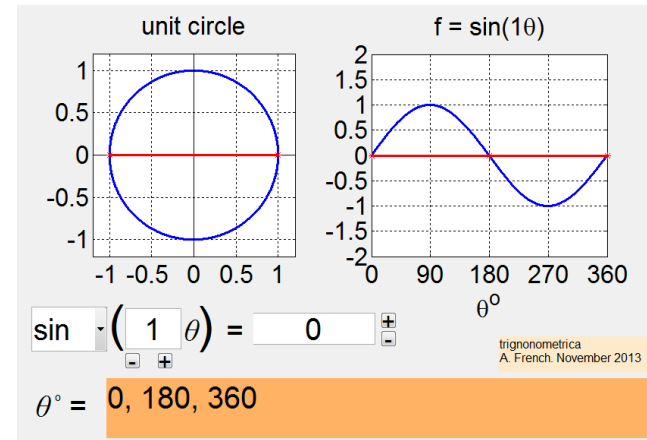 unit circle
1
0.5
0
-0.5
-1
-1 -0.5 0 0.5 1
f = sin(1θ)
2
1.5
1
0.5
0
-0.5
-1
-1.5
-2
0 90 180 270 360
θº
sin ( 1 θ) = 0 + -
- +
trignonometrica
A. French. November 2013
θ° = 0, 180, 360